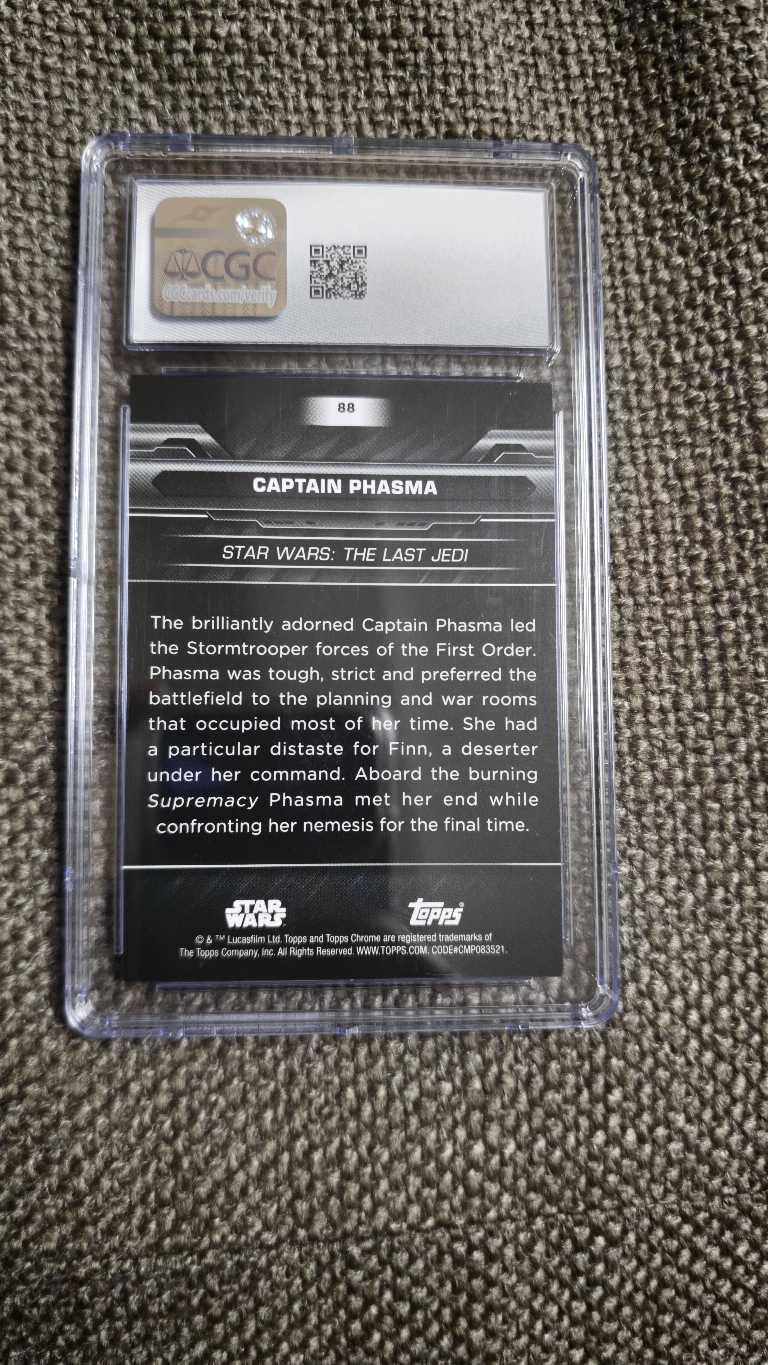 CGC
CGCcards.com/verify
88
CAPTAIN PHASMA
STAR WARS: THE LAST JEDI
The brilliantly adorned Captain Phasma led
the Stormtrooper forces of the First Order.
Phasma was tough, strict and preferred the
battlefield to the planning and war rooms
that occupied most of her time. She had
a particular distaste for Finn, a deserter
under her command. Aboard the burning
Supremacy Phasma met her end while
confronting her nemesis for the final time.
STAR WARS
Topps
© & ™ Lucasfilm Ltd. Topps and Topps Chrome are registered trademarks of
The Topps Company, Inc. All Rights Reserved. WWW.TOPPS.COM. CODE#CMP083521.